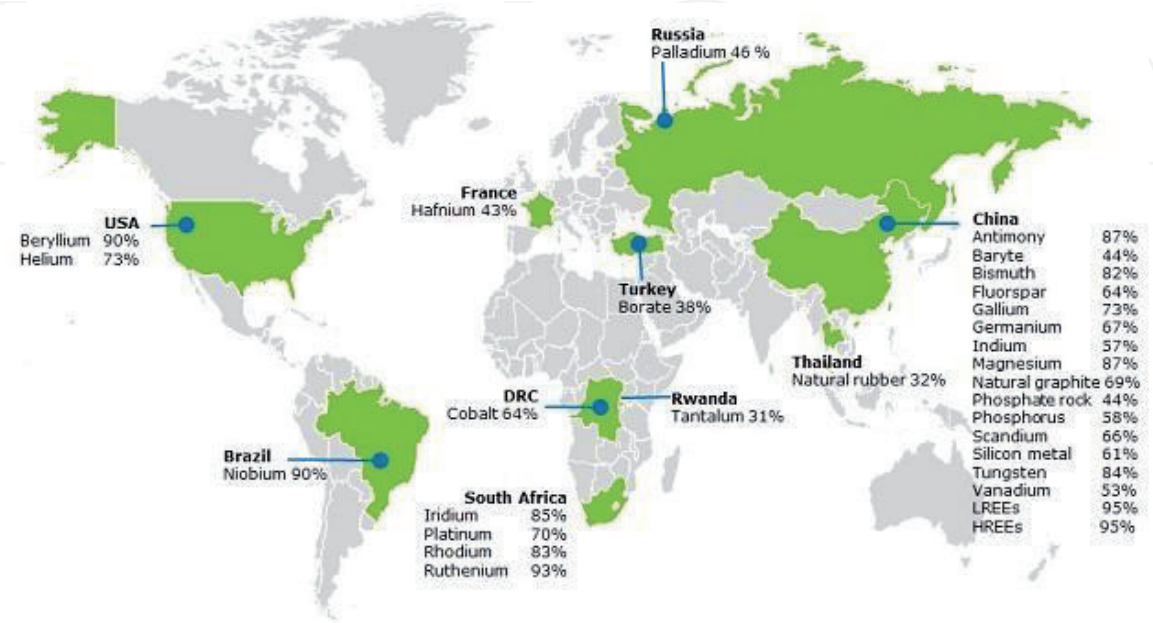 Russia
Palladium 46 %
France
Hafnium 43%
USA
Beryllium 90%
Helium 73%
China
Antimony 87%
Baryte 44%
Bismuth 82%
Fluorspar 64%
Gallium 73%
Germanium 67%
Indium 57%
Magnesium 87%
Natural graphite 69%
Phosphate rock 44%
Phosphorus 58%
Scandium 66%
Silicon metal 61%
Tungsten 84%
Vanadium 53%
LREEs 95%
HREEs 95%
Turkey
Borate 38%
Thailand
Natural rubber 32%
DRC
Cobalt 64%
Rwanda
Tantalum 31%
Brazil
Niobium 90%
South Africa
Iridium 85%
Platinum 70%
Rhodium 83%
Ruthenium 93%